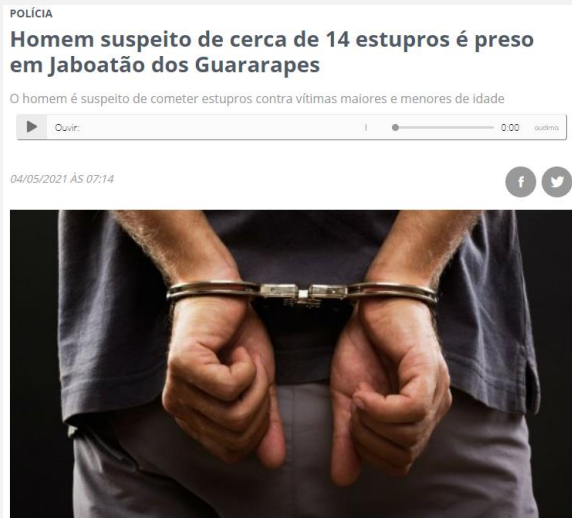 POLÍCIA
Homem suspeito de cerca de 14 estupros é preso
em Jaboatão dos Guararapes
O homem é suspeito de cometer estupros contra vítimas maiores e menores de idade
Ouvir:
0:00
audima
04/05/2021 ÀS 07:14